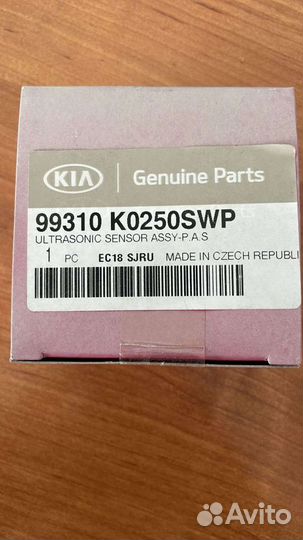 KIA Genuine Parts
99310 K0250SWP
ULTRASONIC SENSOR ASSY-P.A.S
1 PC EC18 SJRU MADE IN CZECH REPUBLI
Avito